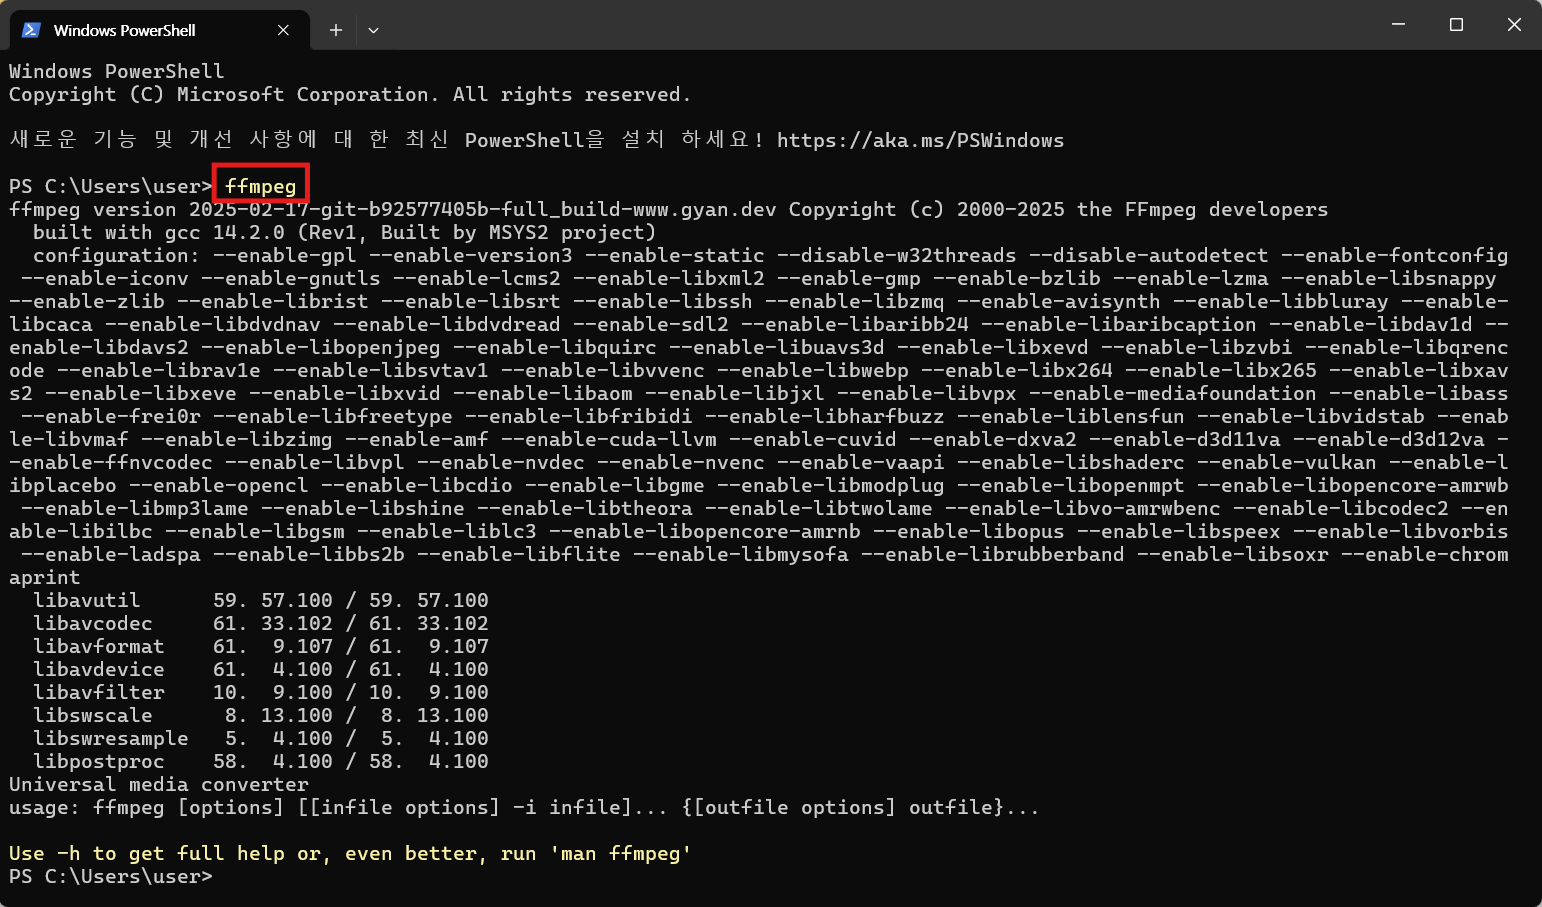 Windows PowerShell
Windows PowerShell
Copyright (C) Microsoft Corporation. All rights reserved.
새로운 기능 및 개선 사항에 대 한 최신 PowerShell을 설치 하세요! https://aka.ms/PSWindows
PS C:\Users\user> ffmpeg
ffmpeg version 2025-02-17-git-b92577405b-full_build-www.gyan.dev Copyright (c) 2000-2025 the FFmpeg developers
  built with gcc 14.2.0 (Rev1, Built by MSYS2 project)
  configuration: --enable-gpl --enable-version3 --enable-static --disable-w32threads --disable-autodetect --enable-fontconfig
 --enable-iconv --enable-gnutls --enable-lcms2 --enable-libxml2 --enable-gmp --enable-bzlib --enable-lzma --enable-libsnappy
--enable-zlib --enable-librist --enable-libsrt --enable-libssh --enable-libzmq --enable-avisynth --enable-libbluray --enable-
libcaca --enable-libdvdnav --enable-libdvdread --enable-sdl2 --enable-libaribb24 --enable-libaribcaption --enable-libdav1d --
enable-libdavs2 --enable-libopenjpeg --enable-libquirc --enable-libuavs3d --enable-libxevd --enable-libzvbi --enable-libqrenc
ode --enable-librav1e --enable-libsvtav1 --enable-libvvenc --enable-libwebp --enable-libx264 --enable-libx265 --enable-libxav
s2 --enable-libxeve --enable-libxvid --enable-libaom --enable-libjxl --enable-libvpx --enable-mediafoundation --enable-libass
 --enable-frei0r --enable-libfreetype --enable-libfribidi --enable-libharfbuzz --enable-liblensfun --enable-libvidstab --enab
le-libvmaf --enable-libzimg --enable-amf --enable-cuda-llvm --enable-cuvid --enable-dxva2 --enable-d3d11va --enable-d3d12va -
-enable-ffnvcodec --enable-libvpl --enable-nvdec --enable-nvenc --enable-vaapi --enable-libshaderc --enable-vulkan --enable-l
ibplacebo --enable-opencl --enable-libcdio --enable-libgme --enable-libmodplug --enable-libopenmpt --enable-libopencore-amrwb
 --enable-libmp3lame --enable-libshine --enable-libtheora --enable-libtwolame --enable-libvo-amrwbenc --enable-libcodec2 --en
able-libilbc --enable-libgsm --enable-liblc3 --enable-libopencore-amrnb --enable-libopus --enable-libspeex --enable-libvorbis
 --enable-ladspa --enable-libbs2b --enable-libflite --enable-libmysofa --enable-librubberband --enable-libsoxr --enable-chrom
aprint
  libavutil      59. 57.100 / 59. 57.100
  libavcodec     61. 33.102 / 61. 33.102
  libavformat    61.  9.107 / 61.  9.107
  libavdevice    61.  4.100 / 61.  4.100
  libavfilter    10.  9.100 / 10.  9.100
  libswscale      8. 13.100 /  8. 13.100
  libswresample   5.  4.100 /  5.  4.100
  libpostproc    58.  4.100 / 58.  4.100
Universal media converter
usage: ffmpeg [options] [[infile options] -i infile]... {[outfile options] outfile}...
Use -h to get full help or, even better, run 'man ffmpeg'
PS C:\Users\user>